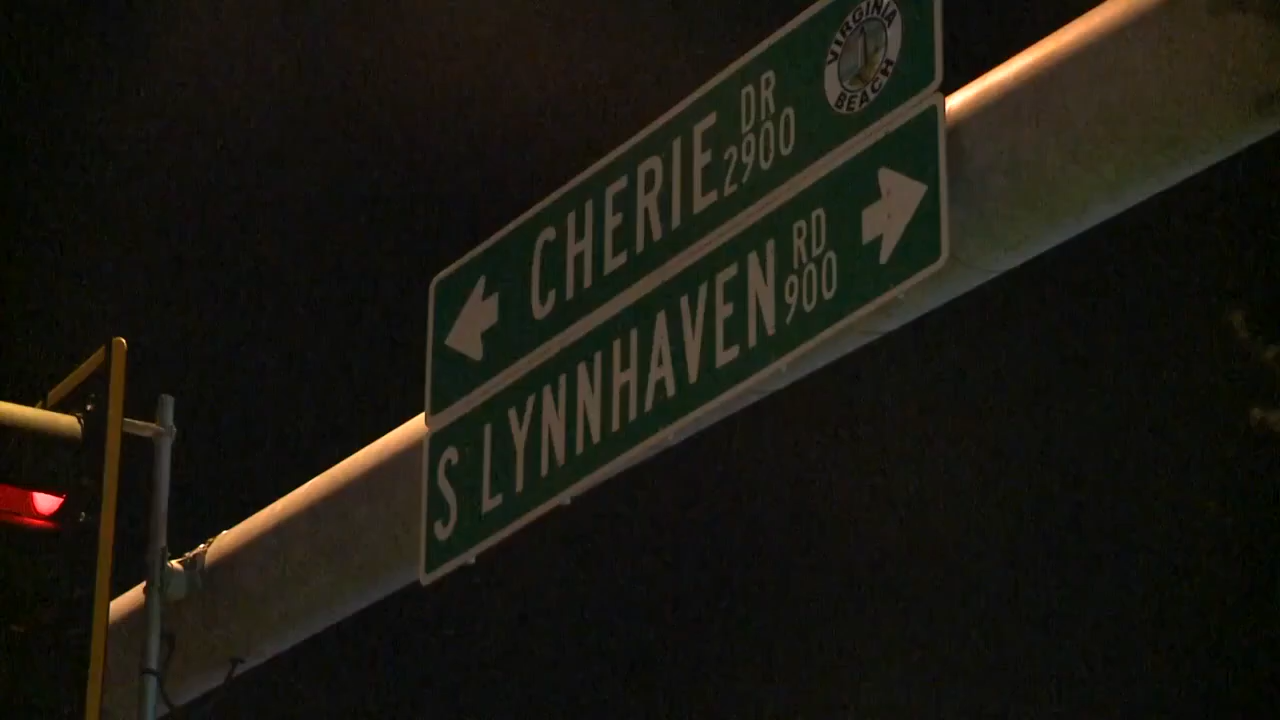 VIRGINIA
BEACH
CHERIE DR
2900
S LYNNHAVEN RD
900